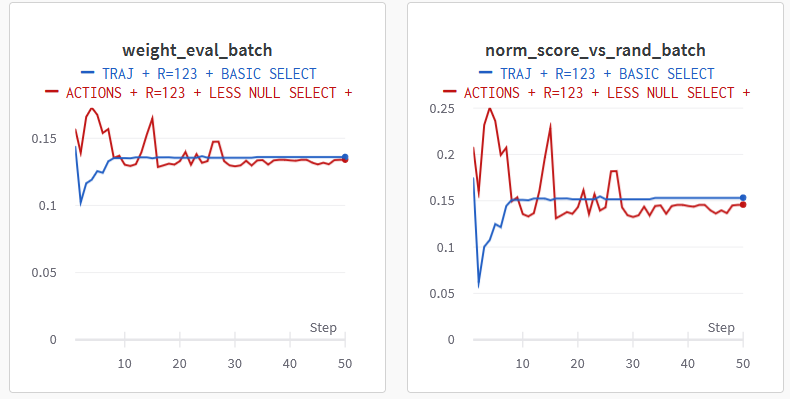 weight_eval_batch
TRAJ + R=123 + BASIC SELECT
ACTIONS + R=123 + LESS NULL SELECT +
0.15
0.1
0.05
0
Step
10 20 30 40 50
norm_score_vs_rand_batch
TRAJ + R=123 + BASIC SELECT
ACTIONS + R=123 + LESS NULL SELECT +
0.25
0.2
0.15
0.1
0.05
0
Step
10 20 30 40 50